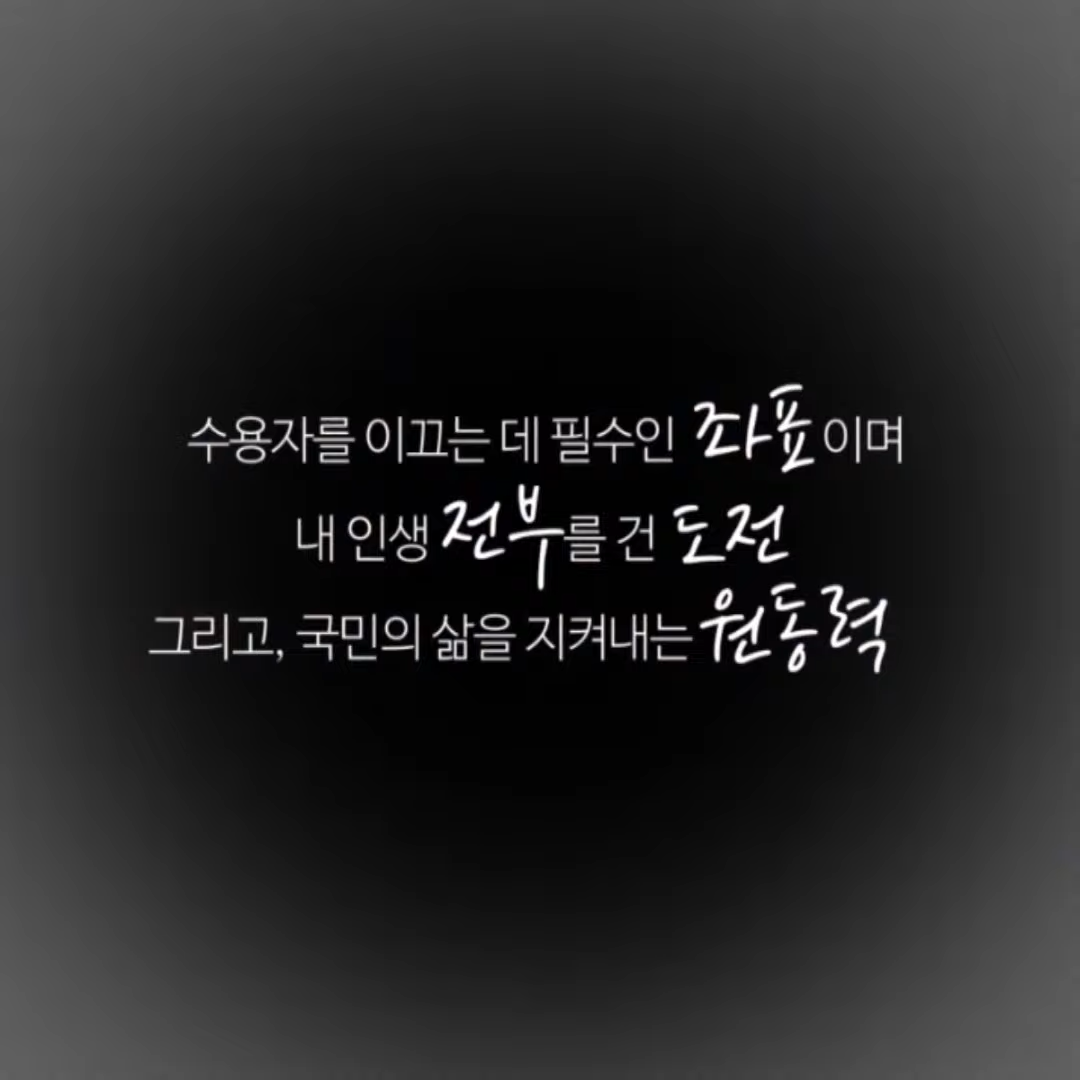 수용자를 이끄는 데 필수인 좌표이며
내 인생 전부를 건 도전
그리고, 국민의 삶을 지켜내는 원동력